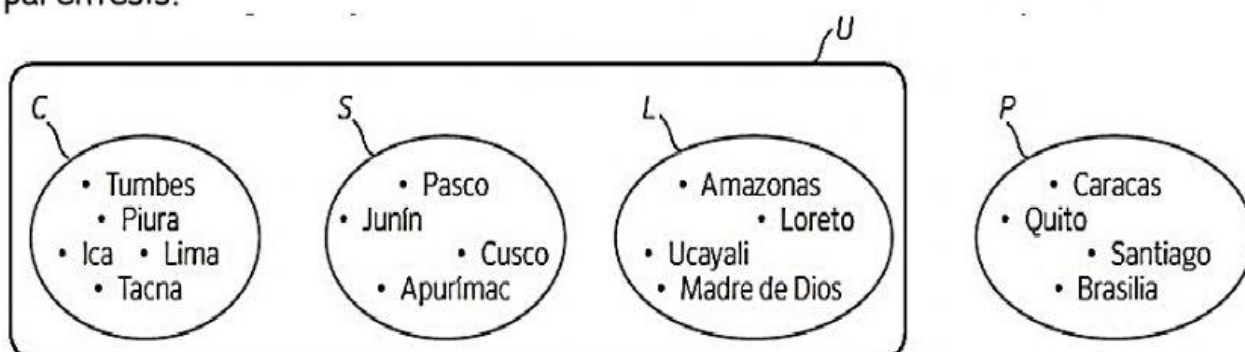 paréntesis.
U
C S L P
• Tumbes • Pasco • Amazonas • Caracas
• Piura • Junín • Loreto • Quito
• Ica • Lima • Cusco • Ucayali • Santiago
• Tacna • Apurímac • Madre de Dios • Brasilia